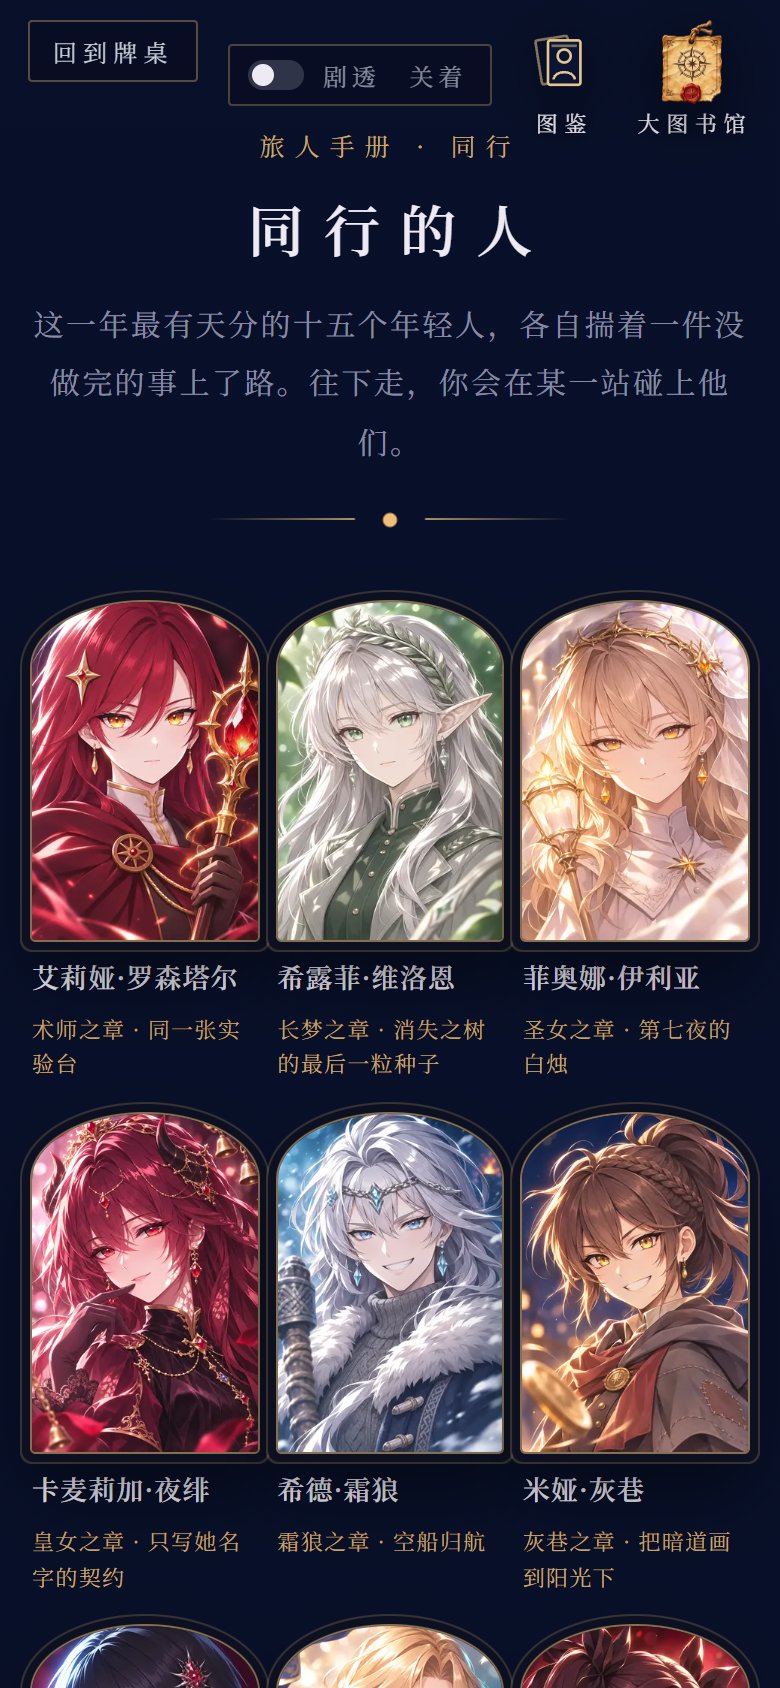 回到牌桌
剧透 关着
图鉴
大图书馆
旅人手册 · 同行
同行的人
这一年最有天分的十五个年轻人，各自揣着一件没
做完的事上了路。往下走，你会在某一站碰上他
们。
艾莉娅·罗森塔尔
术师之章 · 同一张实
验台
希露菲·维洛恩
长梦之章 · 消失之树
的最后一粒种子
菲奥娜·伊利亚
圣女之章 · 第七夜的
白烛
卡麦莉加·夜绯
皇女之章 · 只写她名
字的契约
希德·霜狼
霜狼之章 · 空船归航
米娅·灰巷
灰巷之章 · 把暗道画
到阳光下